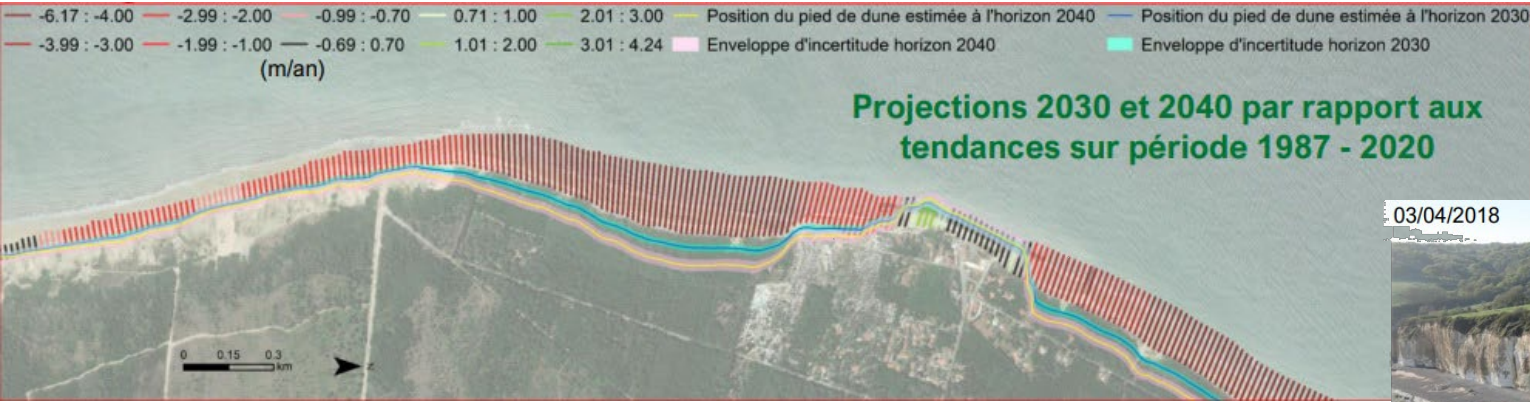 -6.17 : -4.00 -2.99 : -2.00 -0.99 : -0.70 0.71 : 1.00 2.01 : 3.00 Position du pied de dune estimée à l'horizon 2040 Position du pied de dune estimée à l'horizon 2030
-3.99 : -3.00 -1.99 : -1.00 -0.69 : 0.70 1.01 : 2.00 3.01 : 4.24 Enveloppe d'incertitude horizon 2040 Enveloppe d'incertitude horizon 2030
(m/an)
Projections 2030 et 2040 par rapport aux
tendances sur période 1987 - 2020
03/04/2018
0 0.15 0.3
km